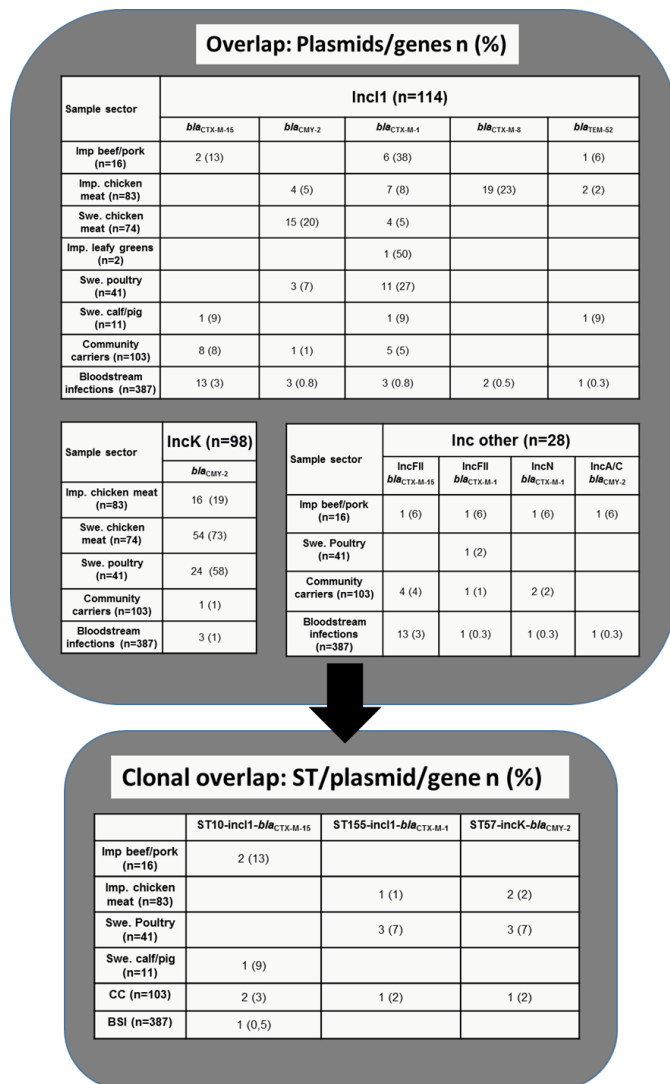 Overlap: Plasmids/genes n (%)
Sample sector IncI1 (n=114)
blaCTX-M-15 blaCMY-2 blaCTX-M-1 blaCTX-M-8 blaTEM-52
Imp beef/pork (n=16) 2 (13) 6 (38) 1 (6)
Imp. chicken meat (n=83) 4 (5) 7 (8) 19 (23) 2 (2)
Swe. chicken meat (n=74) 15 (20) 4 (5)
Imp. leafy greens (n=2) 1 (50)
Swe. poultry (n=41) 3 (7) 11 (27)
Swe. calf/pig (n=11) 1 (9) 1 (9) 1 (9)
Community carriers (n=103) 8 (8) 1 (1) 5 (5)
Bloodstream infections (n=387) 13 (3) 3 (0.8) 3 (0.8) 2 (0.5) 1 (0.3)
Sample sector IncK (n=98)
blaCMY-2
Imp. chicken meat (n=83) 16 (19)
Swe. chicken meat (n=74) 54 (73)
Swe. poultry (n=41) 24 (58)
Community carriers (n=103) 1 (1)
Bloodstream infections (n=387) 3 (1)
Sample sector Inc other (n=28)
IncFII blaCTX-M-15 IncFII blaCTX-M-1 IncN blaCTX-M-1 IncA/C blaCMY-2
Imp beef/pork (n=16) 1 (6) 1 (6) 1 (6) 1 (6)
Swe. Poultry (n=41) 1 (2)
Community carriers (n=103) 4 (4) 1 (1) 2 (2)
Bloodstream infections (n=387) 13 (3) 1 (0.3) 1 (0.3) 1 (0.3)
Clonal overlap: ST/plasmid/gene n (%)
ST10-incI1-blaCTX-M-15 ST155-incI1-blaCTX-M-1 ST57-incK-blaCMY-2
Imp beef/pork (n=16) 2 (13)
Imp. chicken meat (n=83) 1 (1) 2 (2)
Swe. Poultry (n=41) 3 (7) 3 (7)
Swe. calf/pig (n=11) 1 (9)
CC (n=103) 2 (3) 1 (2) 1 (2)
BSI (n=387) 1 (0,5)